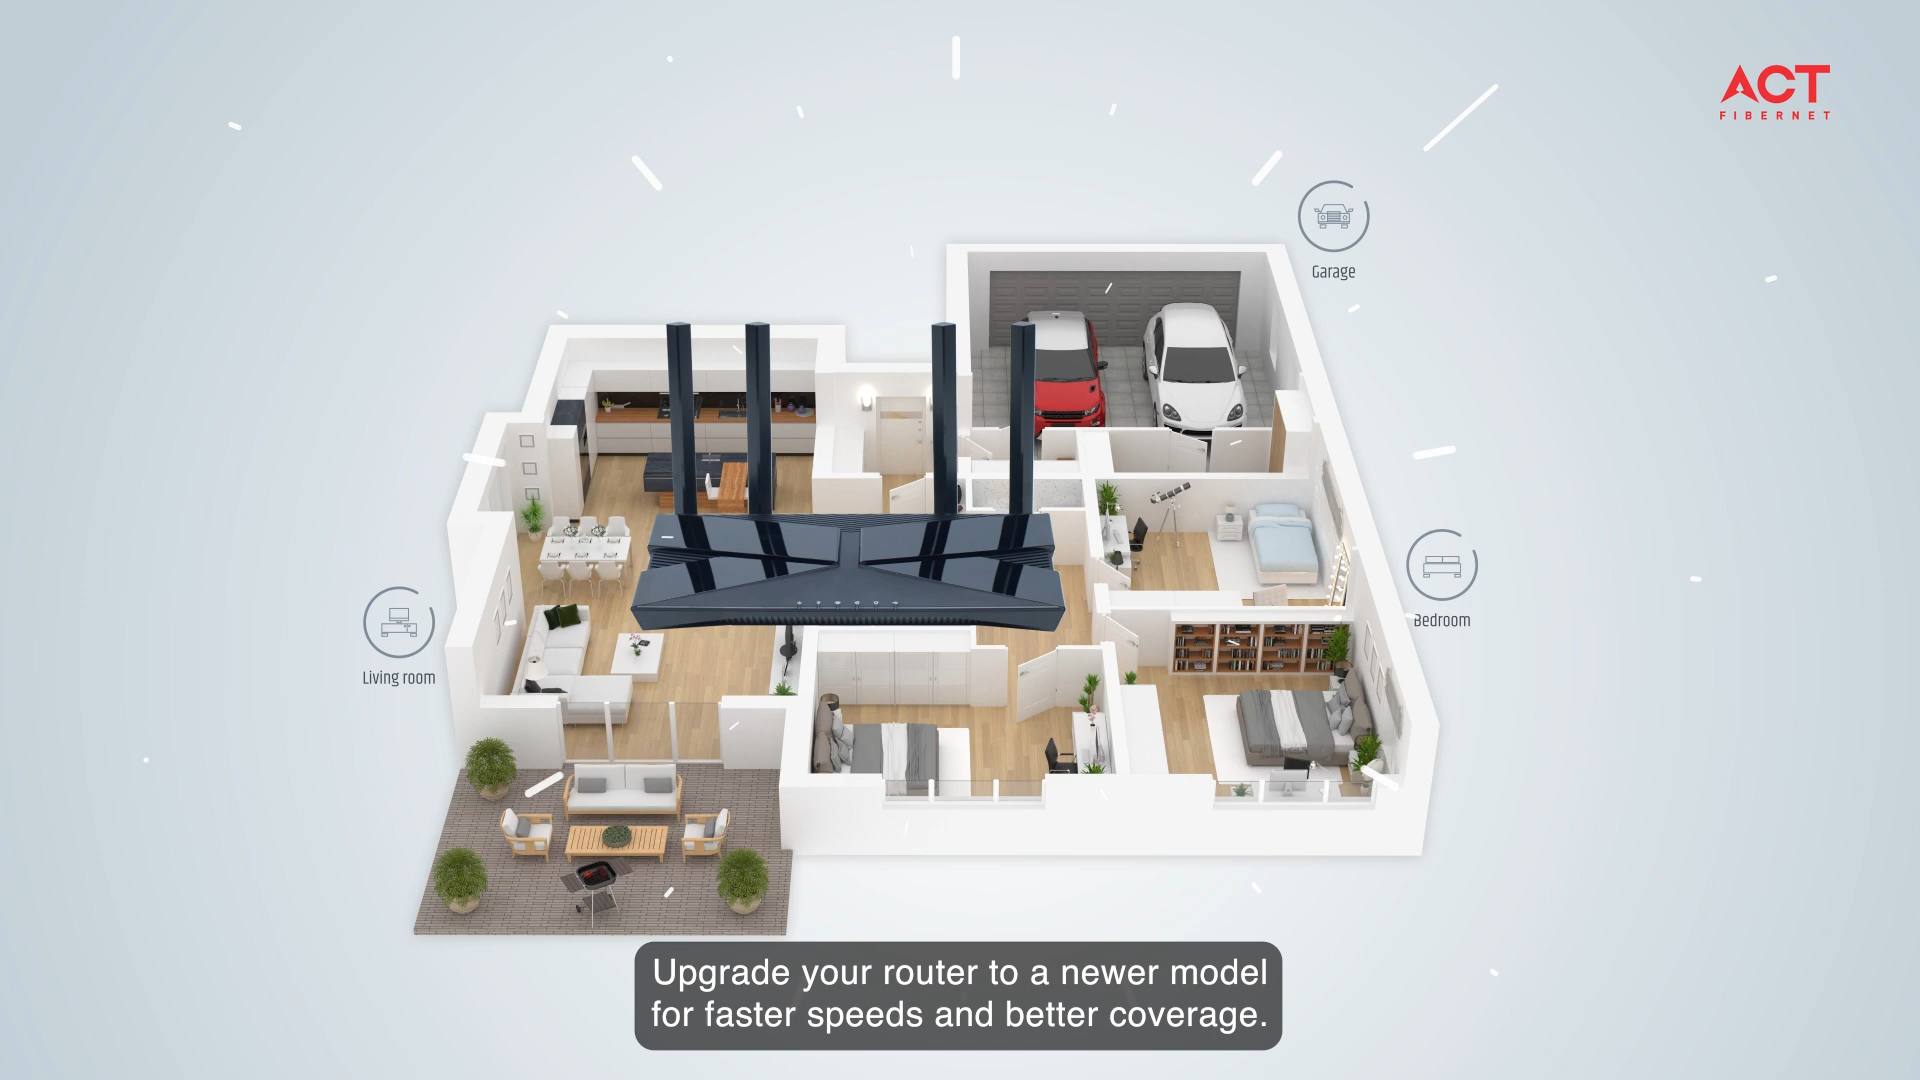 ACT
FIBERNET
Garage
Bedroom
Living room
Upgrade your router to a newer model
for faster speeds and better coverage.